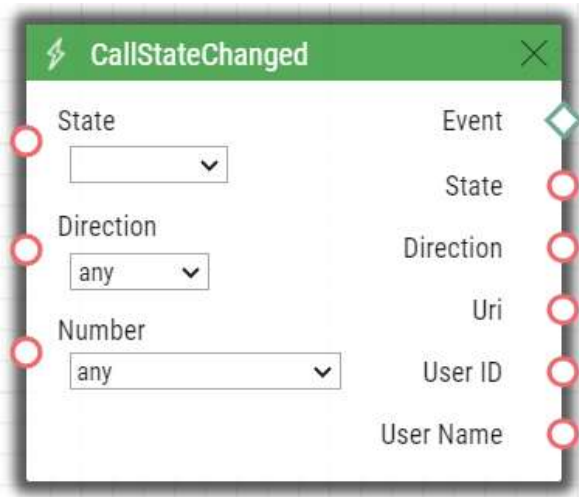 CallStateChanged
State
Event
State
Direction
any
Direction
Uri
Number
any
User ID
User Name